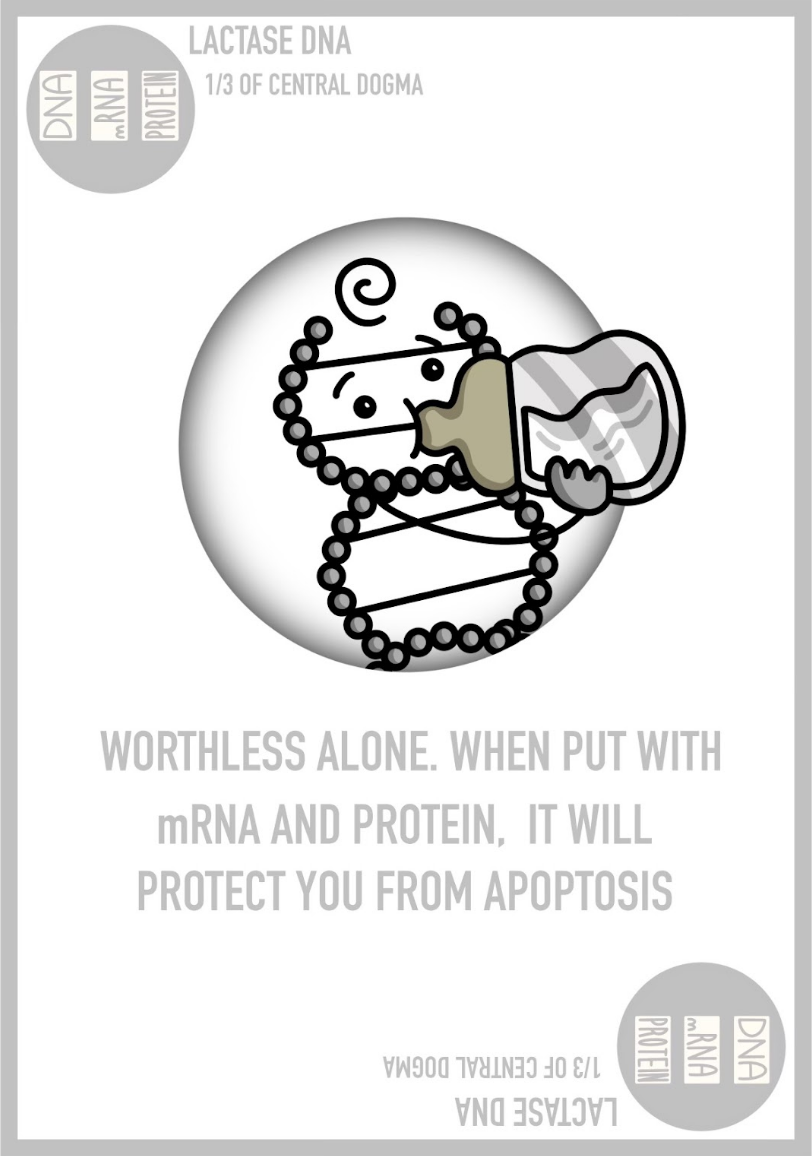 LACTASE DNA
1/3 OF CENTRAL DOGMA
DNA
mRNA
PROTEIN
WORTHLESS ALONE. WHEN PUT WITH
mRNA AND PROTEIN, IT WILL
PROTECT YOU FROM APOPTOSIS
DNA
mRNA
PROTEIN
1/3 OF CENTRAL DOGMA
LACTASE DNA